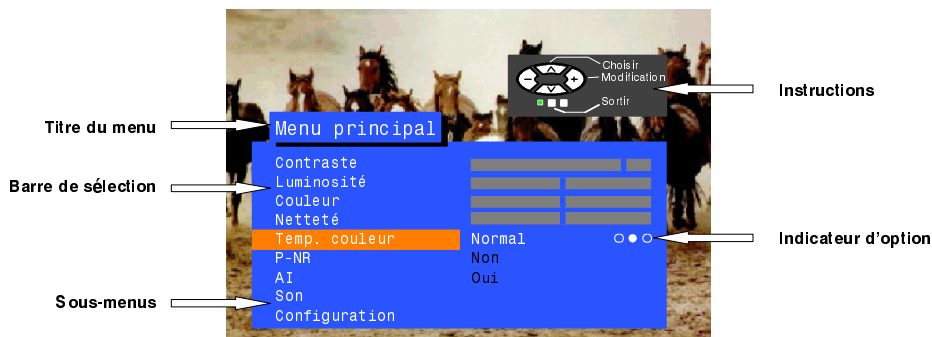 Choisir
Modification
Sortir
Instructions
Titre du menu
Menu principal
Contraste
Barre de sélection
Luminosité
Couleur
Netteté
Temp. couleur Normal
Indicateur d'option
P-NR Non
AI Oui
Son
Sous-menus
Configuration